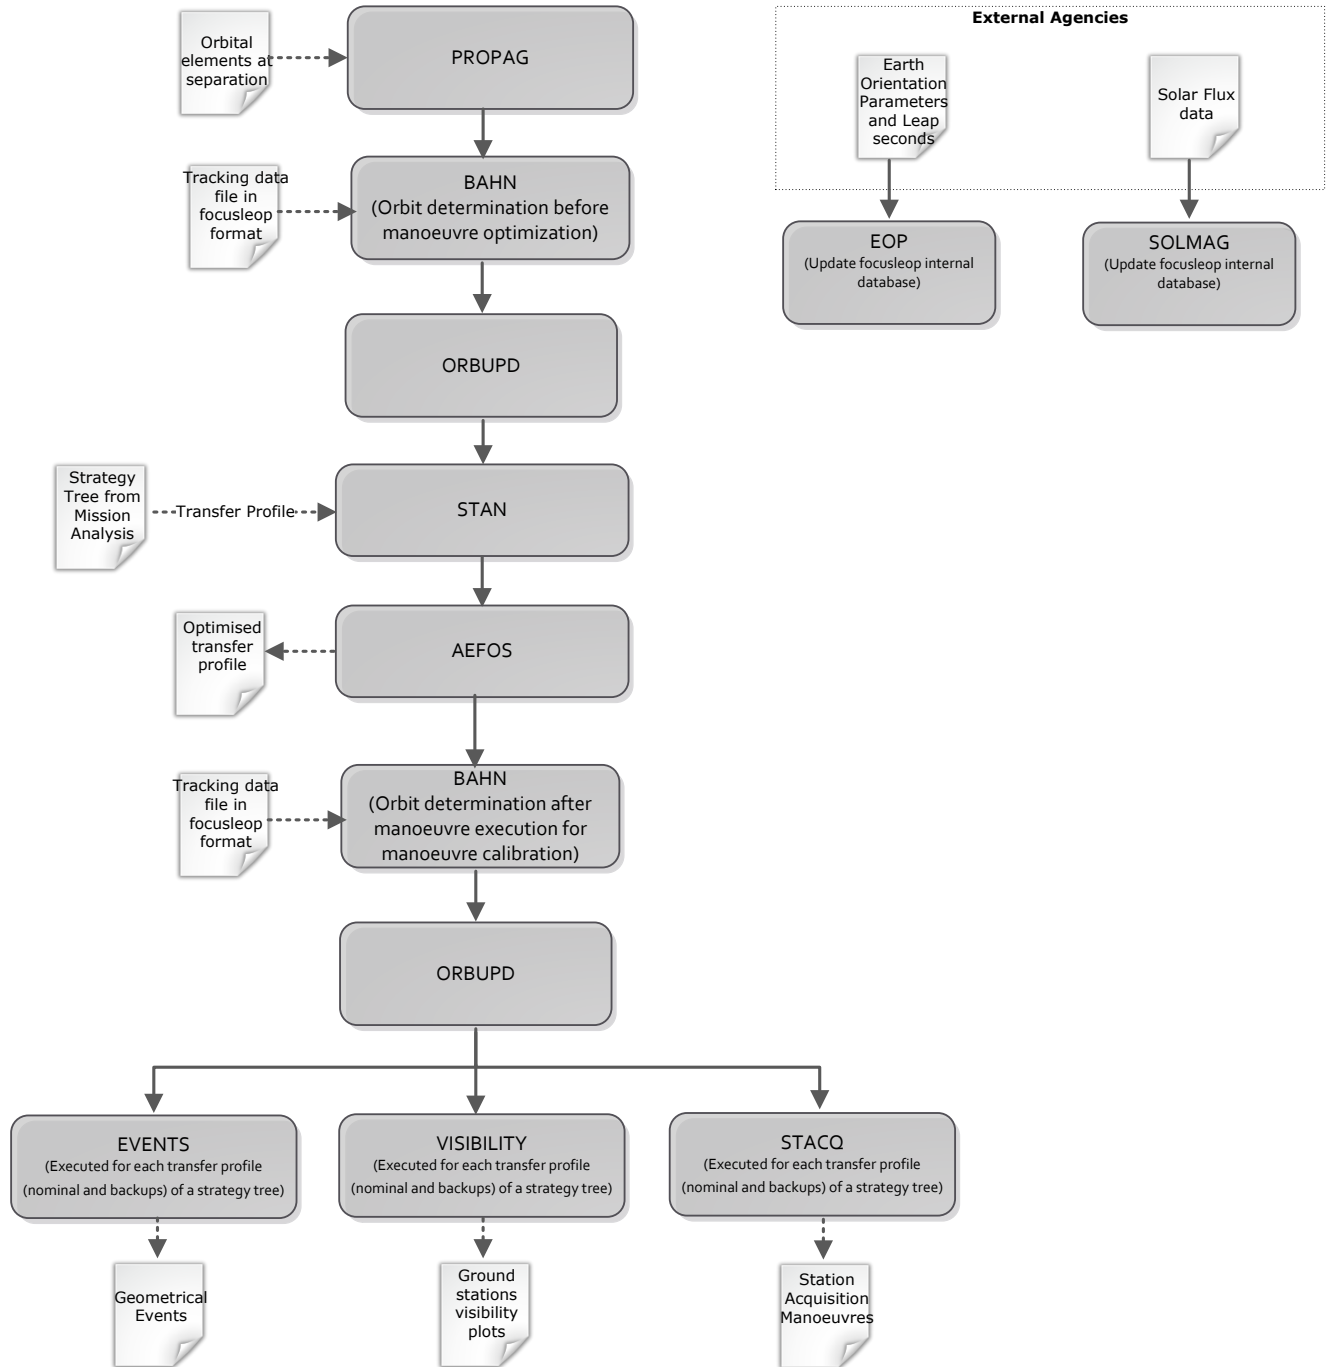 Orbital
elements at
separation
PROPAG
External Agencies
Earth
Orientation
Parameters
and Leap
seconds
Solar Flux
data
Tracking data
file in
focusleop
format
BAHN
(Orbit determination before
manoeuvre optimization)
EOP
(Update focusleop internal
database)
SOLMAG
(Update focusleop internal
database)
ORBUPD
Strategy
Tree from
Mission
Analysis
Transfer Profile
STAN
Optimised
transfer
profile
AEFOS
Tracking data
file in
focusleop
format
BAHN
(Orbit determination after
manoeuvre execution for
manoeuvre calibration)
ORBUPD
EVENTS
(Executed for each transfer profile
(nominal and backups) of a strategy tree)
VISIBILITY
(Executed for each transfer profile
(nominal and backups) of a strategy tree)
STACQ
(Executed for each transfer profile
(nominal and backups) of a strategy tree)
Geometrical
Events
Ground
stations
visibility
plots
Station
Acquisition
Manoeuvres